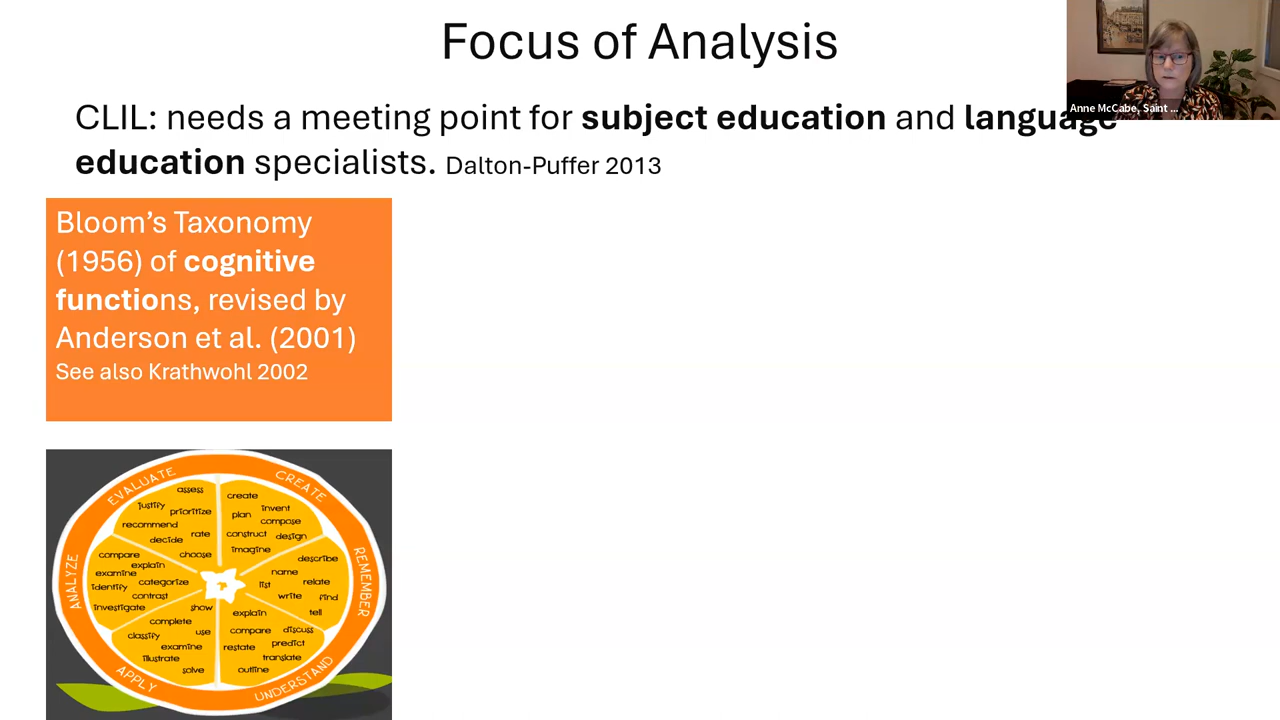 Focus of Analysis
Anne McCabe, Saint ...
CLIL: needs a meeting point for subject education and language
education specialists. Dalton-Puffer 2013
Bloom's Taxonomy
(1956) of cognitive
functions, revised by
Anderson et al. (2001)
See also Krathwohl 2002
EVALUATE
assess
justify
prioritize
recommend
rate
decide
choose
CREATE
create
invent
plan
compose
construct
design
imagine
REMEMBER
describe
name
list
relate
write
find
tell
UNDERSTAND
explain
compare
discuss
restate
predict
translate
outline
APPLY
show
complete
use
classify
examine
illustrate
solve
ANALYZE
compare
explain
examine
identify
categorize
contrast
investigate